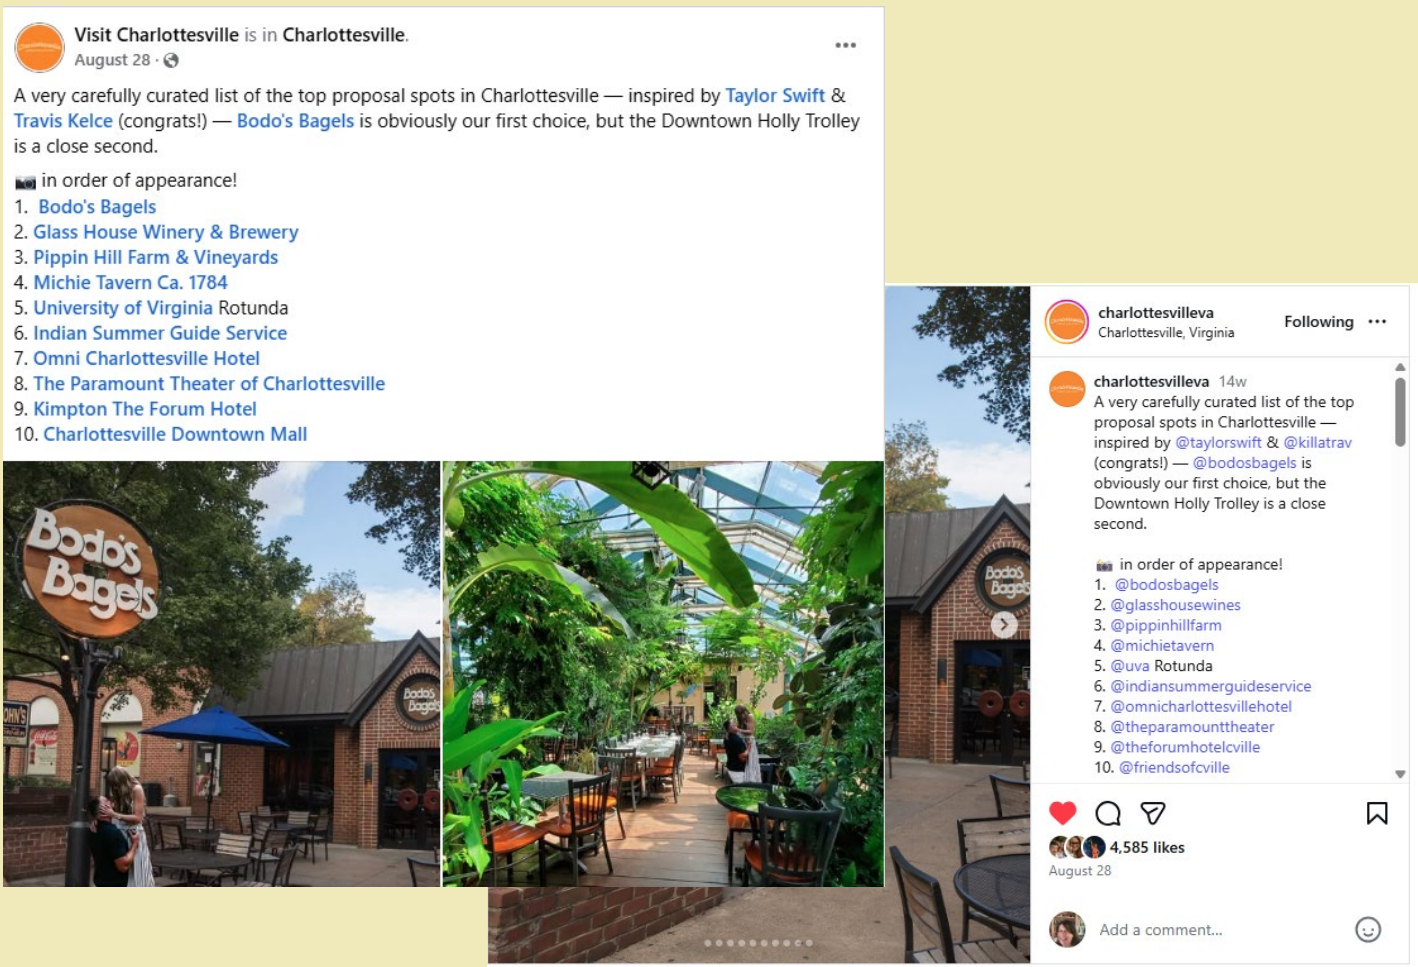 Visit Charlottesville is in Charlottesville.
August 28 ·
A very carefully curated list of the top proposal spots in Charlottesville — inspired by Taylor Swift &
Travis Kelce (congrats!) — Bodo's Bagels is obviously our first choice, but the Downtown Holly Trolley
is a close second.
📷 in order of appearance!
1. Bodo's Bagels
2. Glass House Winery & Brewery
3. Pippin Hill Farm & Vineyards
4. Michie Tavern Ca. 1784
5. University of Virginia Rotunda
6. Indian Summer Guide Service
7. Omni Charlottesville Hotel
8. The Paramount Theater of Charlottesville
9. Kimpton The Forum Hotel
10. Charlottesville Downtown Mall
Bodo's
Bagels
Bodo's
Bagels
OHN'S
Coca-Cola
charlottesvilleva
Charlottesville, Virginia
Following
charlottesvilleva 14w
A very carefully curated list of the top
proposal spots in Charlottesville —
inspired by @taylorswift & @killatrav
(congrats!) — @bodosbagels is
obviously our first choice, but the
Downtown Holly Trolley is a close
second.
📸 in order of appearance!
1. @bodosbagels
2. @glasshousewines
3. @pippinhillfarm
4. @michietavern
5. @uva Rotunda
6. @indiansummerguideservice
7. @omnicharlottesvillehotel
8. @theparamounttheater
9. @theforumhotelcville
10. @friendsofcville
Bodo's
Bagels
4,585 likes
August 28
Add a comment...